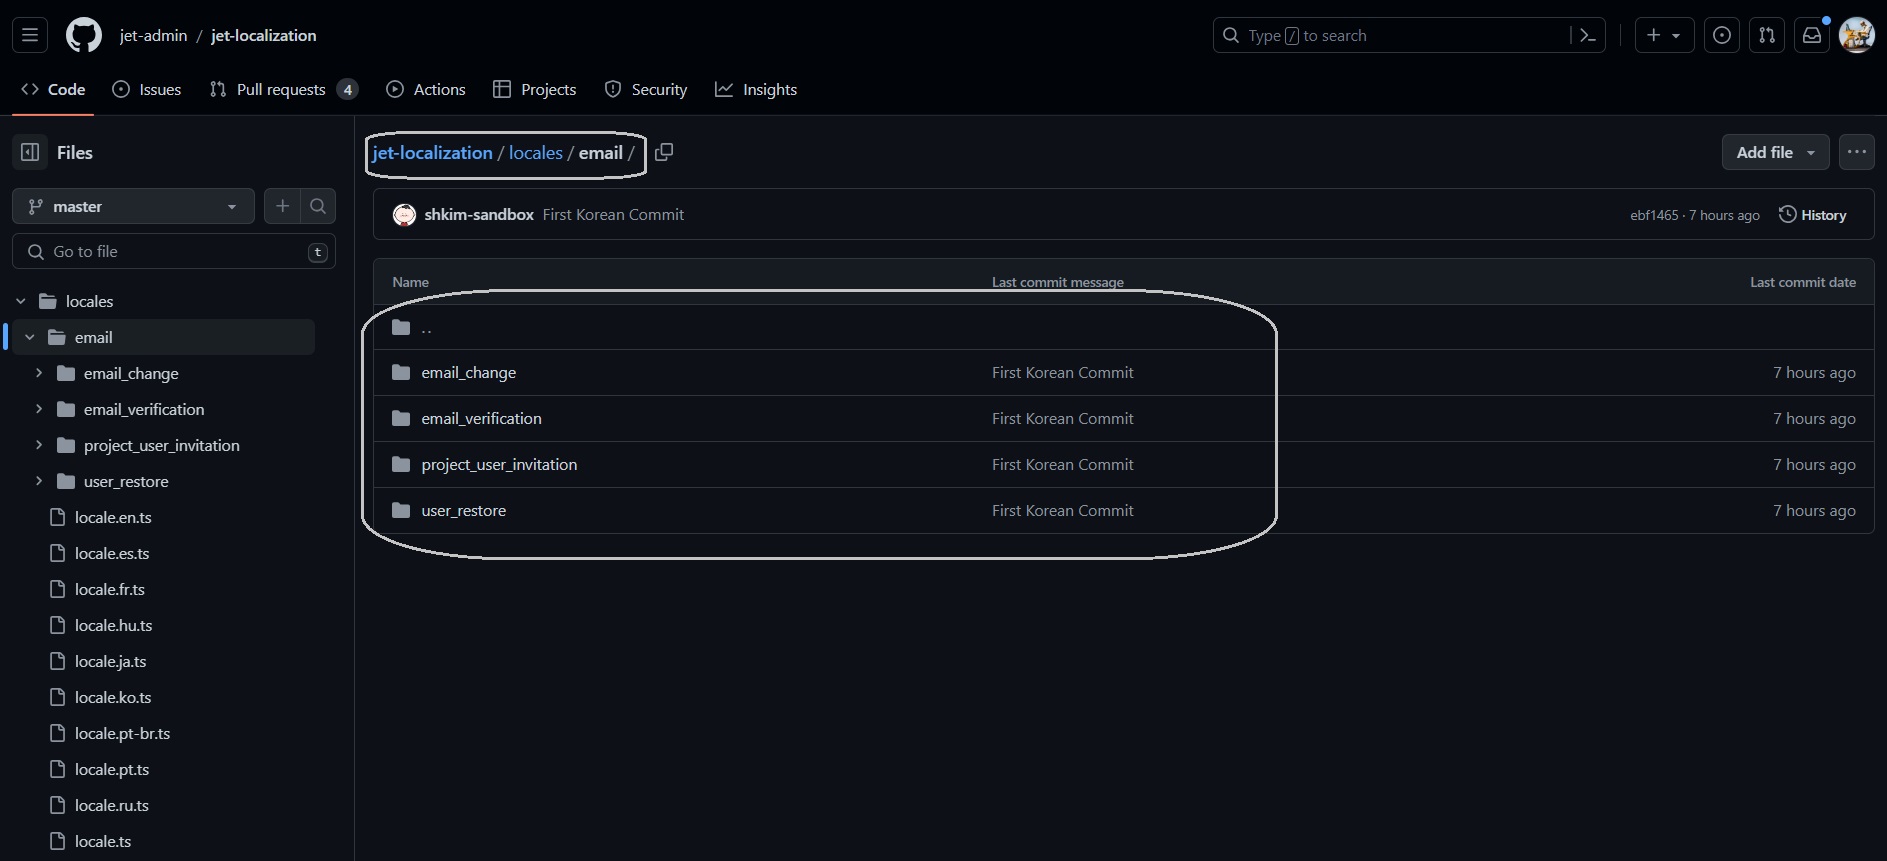 jet-admin / jet-localization
Type / to search
Code
Issues
Pull requests 4
Actions
Projects
Security
Insights
Files
master
Go to file
t
locales
email
email_change
email_verification
project_user_invitation
user_restore
locale.en.ts
locale.es.ts
locale.fr.ts
locale.hu.ts
locale.ja.ts
locale.ko.ts
locale.pt-br.ts
locale.pt.ts
locale.ru.ts
locale.ts
jet-localization / locales / email /
Add file
shkim-sandbox First Korean Commit
ebf1465 · 7 hours ago
History
Name Last commit message Last commit date
..
email_change First Korean Commit 7 hours ago
email_verification First Korean Commit 7 hours ago
project_user_invitation First Korean Commit 7 hours ago
user_restore First Korean Commit 7 hours ago